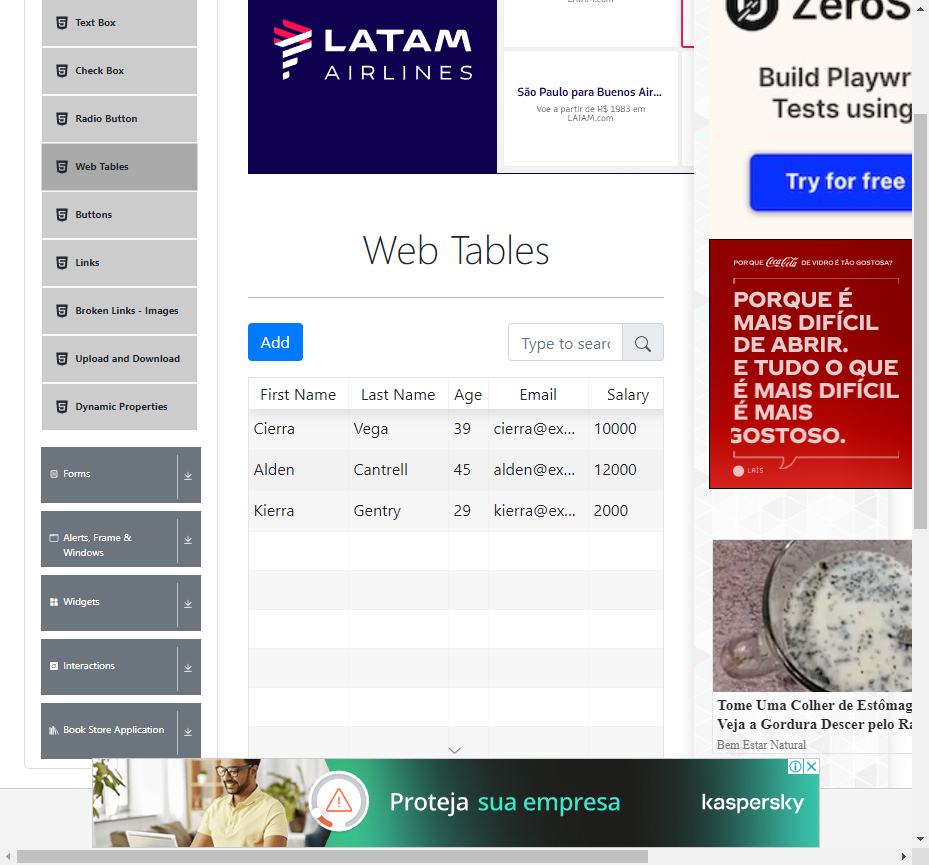 Text Box
Check Box
Radio Button
Web Tables
Buttons
Links
Broken Links - Images
Upload and Download
Dynamic Properties
Forms
Alerts, Frame &
Windows
Widgets
Interactions
Book Store Application
LATAM
AIRLINES
São Paulo para Buenos Air...
Voe a partir de R$ 1983 em
LATAM.com
Web Tables
Add
Type to searc
First Name Last Name Age Email Salary
Cierra Vega 39 cierra@ex... 10000
Alden Cantrell 45 alden@ex... 12000
Kierra Gentry 29 kierra@ex... 2000
ZeroS
Build Playwr
Tests using
Try for free
POR QUE Coca-Cola DE VIDRO É TÃO GOSTOSA?
PORQUE É
MAIS DIFÍCIL
DE ABRIR.
E TUDO O QUE
É MAIS DIFÍCIL
É MAIS
GOSTOSO.
LAÍS
Tome Uma Colher de Estômag
Veja a Gordura Descer pelo Ra
Bem Estar Natural
Proteja sua empresa
kaspersky